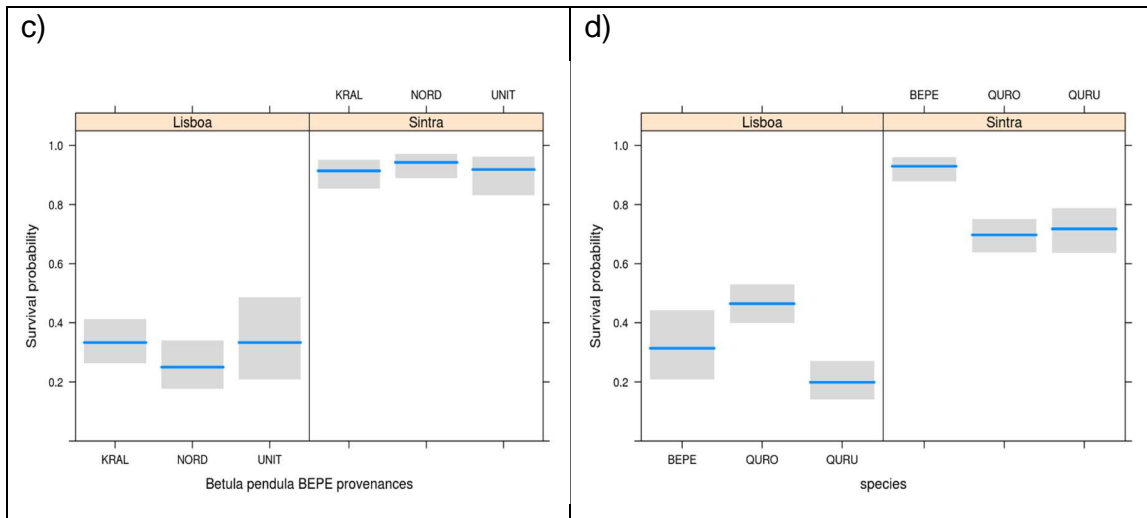 c)
KRAL NORD UNIT
Lisboa Sintra
1.0
0.8
0.6
0.4
0.2
Survival probability
KRAL NORD UNIT
Betula pendula BEPE provenances
d)
BEPE QURO QURU
Lisboa Sintra
1.0
0.8
0.6
0.4
0.2
Survival probability
BEPE QURO QURU
species